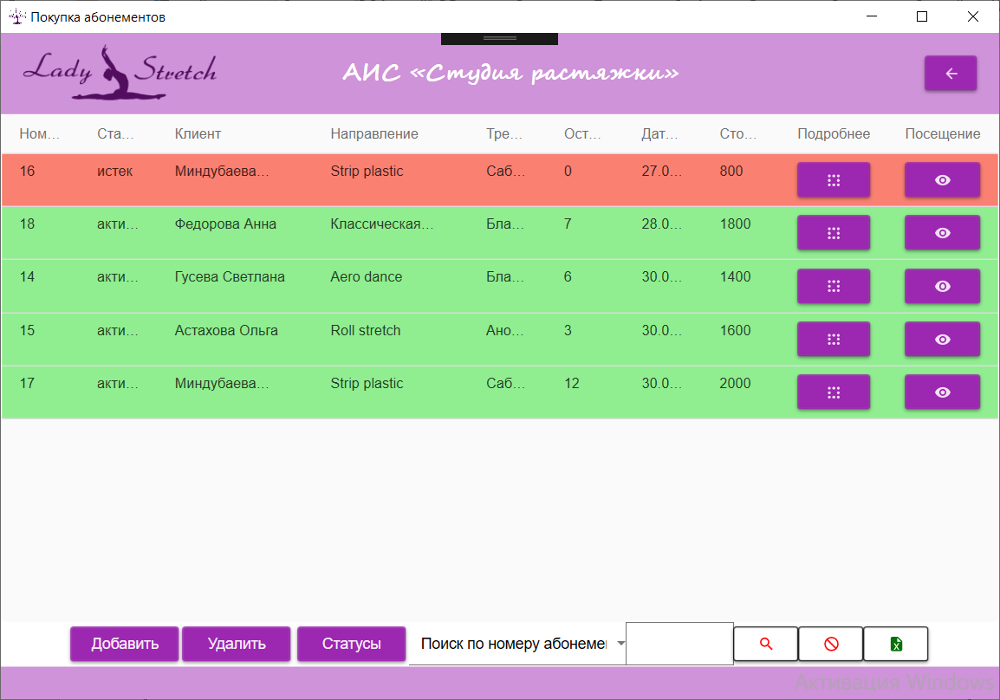 Покупка абонементов
Lady Stretch
АИС «Студия растяжки»
Ном... Ста... Клиент Направление Тре... Ост... Дат... Сто... Подробнее Посещение
16 истек Миндубаева... Strip plastic Саб... 0 27.0... 800
18 акти... Федорова Анна Классическая... Бла... 7 28.0... 1800
14 акти... Гусева Светлана Aero dance Бла... 6 30.0... 1400
15 акти... Астахова Ольга Roll stretch Ано... 3 30.0... 1600
17 акти... Миндубаева... Strip plastic Саб... 12 30.0... 2000
Добавить Удалить Статусы Поиск по номеру абонеме
Активация Windows